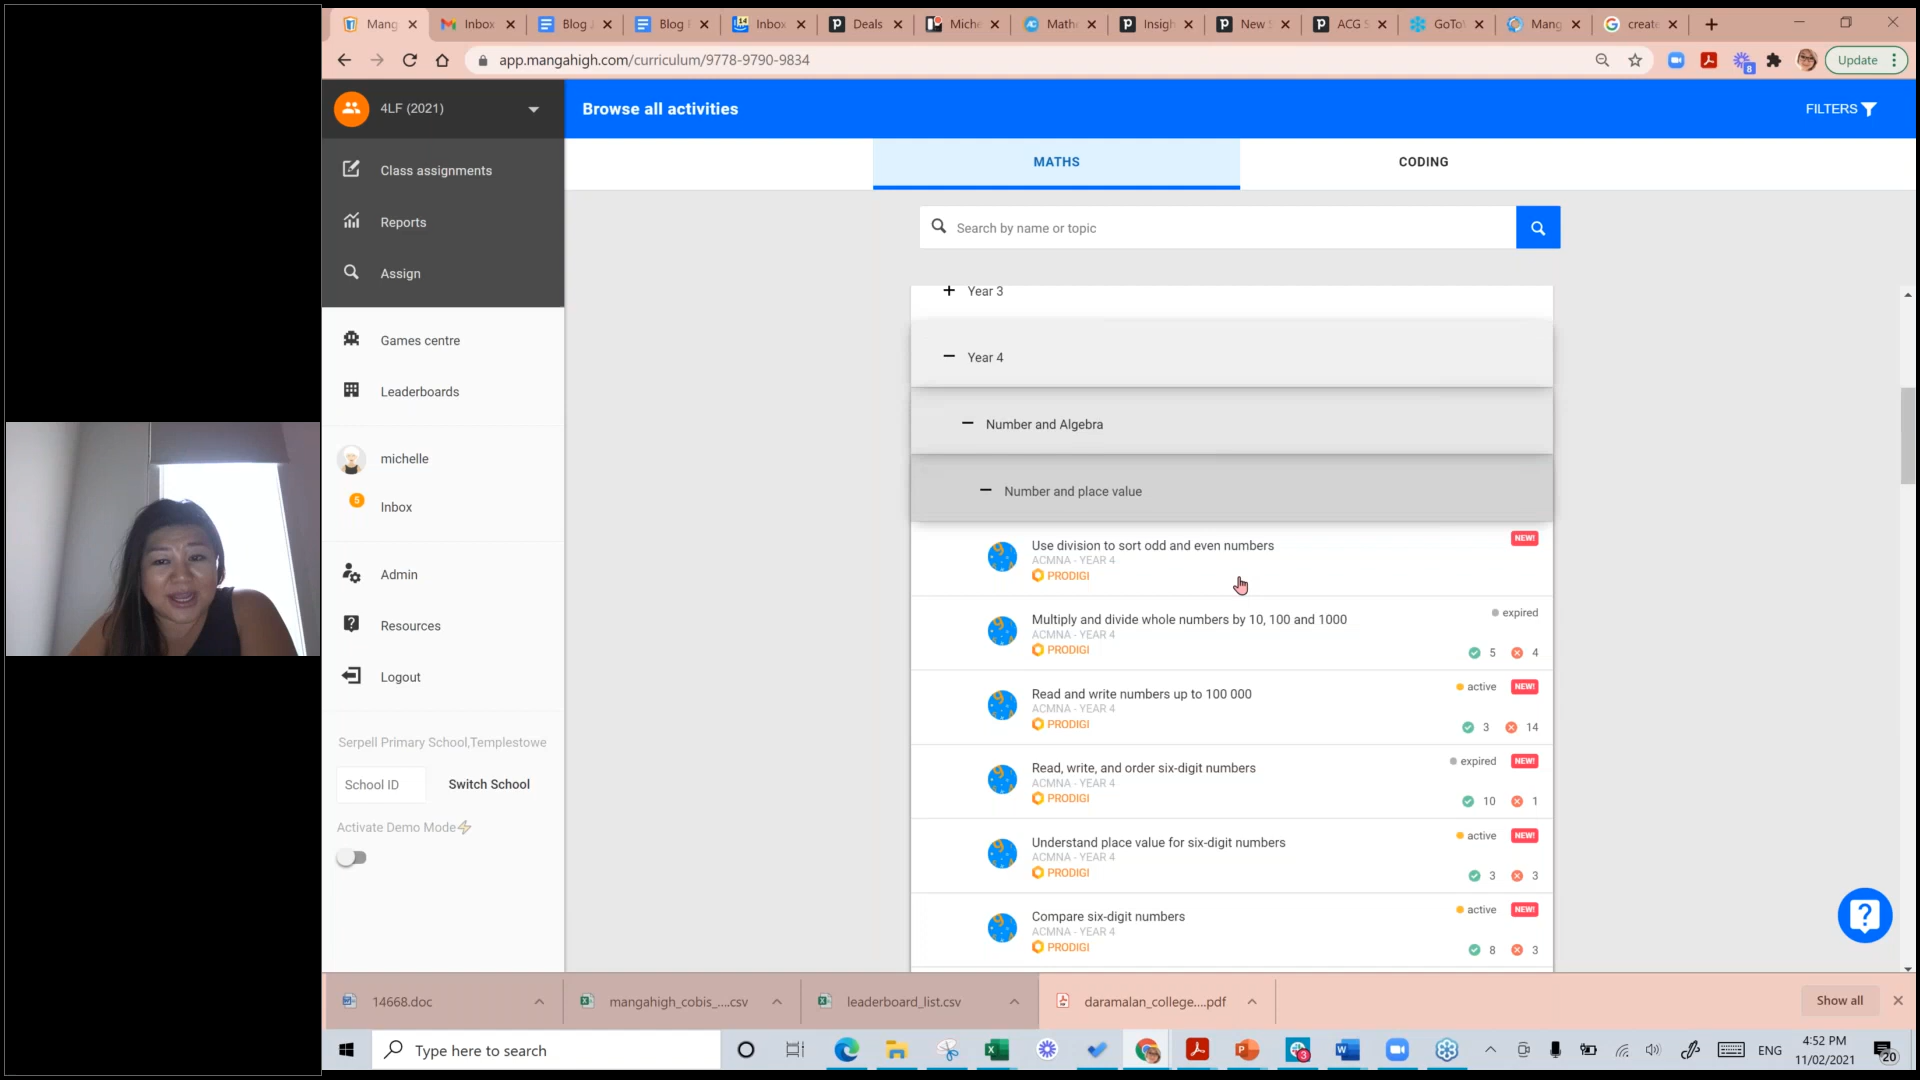 Mang
Inbox
Blog
Blog
Inbox
Deals
Miche
Math
Insigh
New
ACG S
GoTo
Mang
create
app.mangahigh.com/curriculum/9778-9790-9834
8
Update
4LF (2021)
Browse all activities
FILTERS
Class assignments
Reports
Assign
MATHS
CODING
Search by name or topic
Games centre
Leaderboards
michelle
5
Inbox
Admin
Resources
Logout
Serpell Primary School,Templestowe
School ID
Switch School
Activate Demo Mode⚡
+ Year 3
− Year 4
− Number and Algebra
− Number and place value
Use division to sort odd and even numbers
NEW!
ACMNA - YEAR 4
PRODIGI
Multiply and divide whole numbers by 10, 100 and 1000
expired
ACMNA - YEAR 4
PRODIGI
5 4
Read and write numbers up to 100 000
active NEW!
ACMNA - YEAR 4
PRODIGI
3 14
Read, write, and order six-digit numbers
expired NEW!
ACMNA - YEAR 4
PRODIGI
10 1
Understand place value for six-digit numbers
active NEW!
ACMNA - YEAR 4
PRODIGI
3 3
Compare six-digit numbers
active NEW!
ACMNA - YEAR 4
PRODIGI
8 3
14668.doc
mangahigh_cobis_....csv
leaderboard_list.csv
daramalan_college....pdf
Show all
Type here to search
3
ENG
4:52 PM
11/02/2021
20